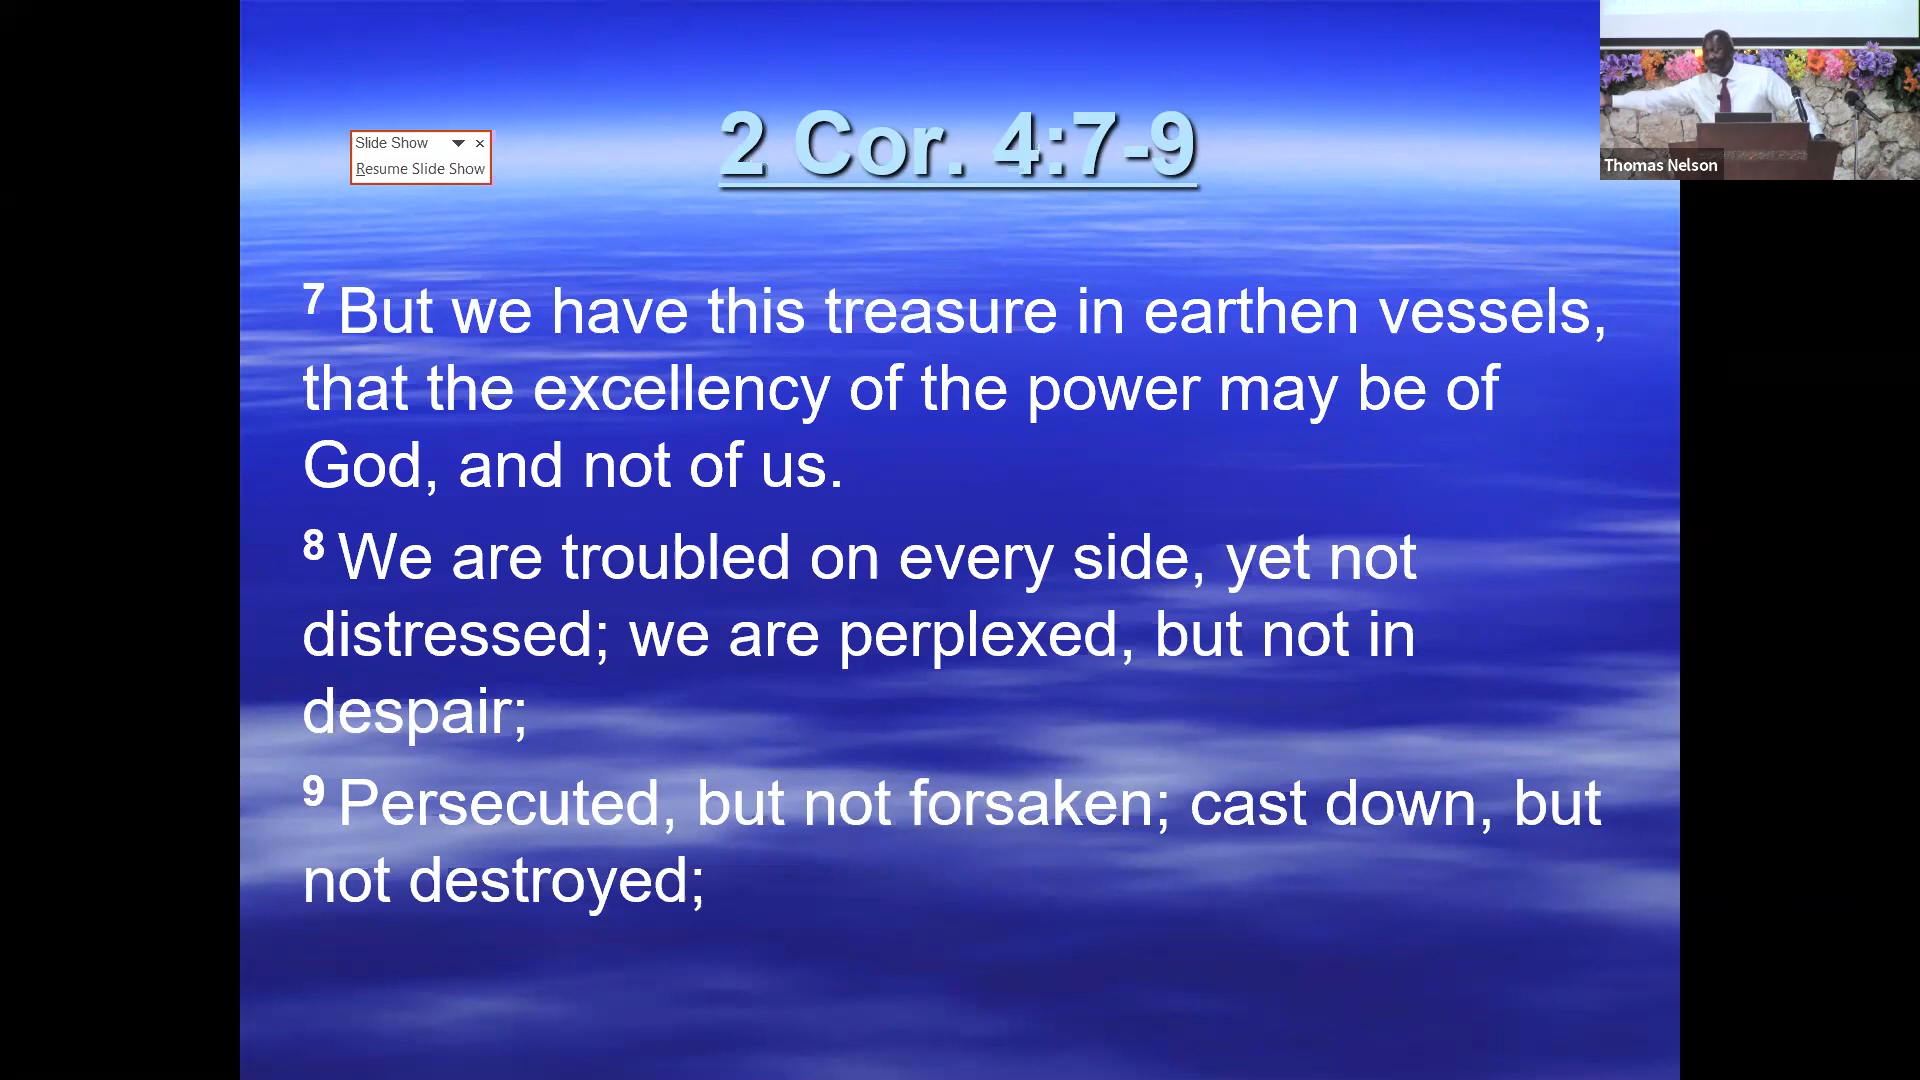 2 Cor. 4:7-9
Slide Show
Resume Slide Show
Thomas Nelson
7 But we have this treasure in earthen vessels,
that the excellency of the power may be of
God, and not of us.
8 We are troubled on every side, yet not
distressed; we are perplexed, but not in
despair;
9 Persecuted, but not forsaken; cast down, but
not destroyed;